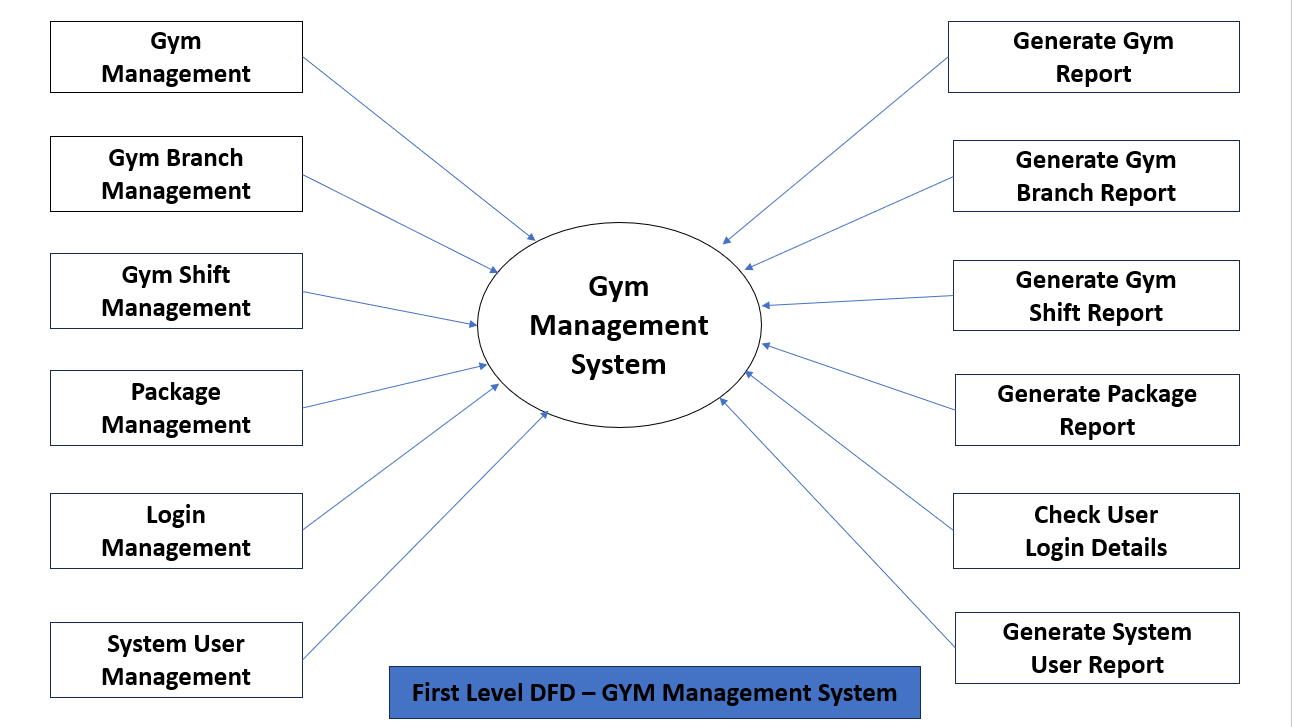 Gym
Management
Gym Branch
Management
Gym Shift
Management
Package
Management
Login
Management
System User
Management
Gym
Management
System
Generate Gym
Report
Generate Gym
Branch Report
Generate Gym
Shift Report
Generate Package
Report
Check User
Login Details
Generate System
User Report
First Level DFD – GYM Management System